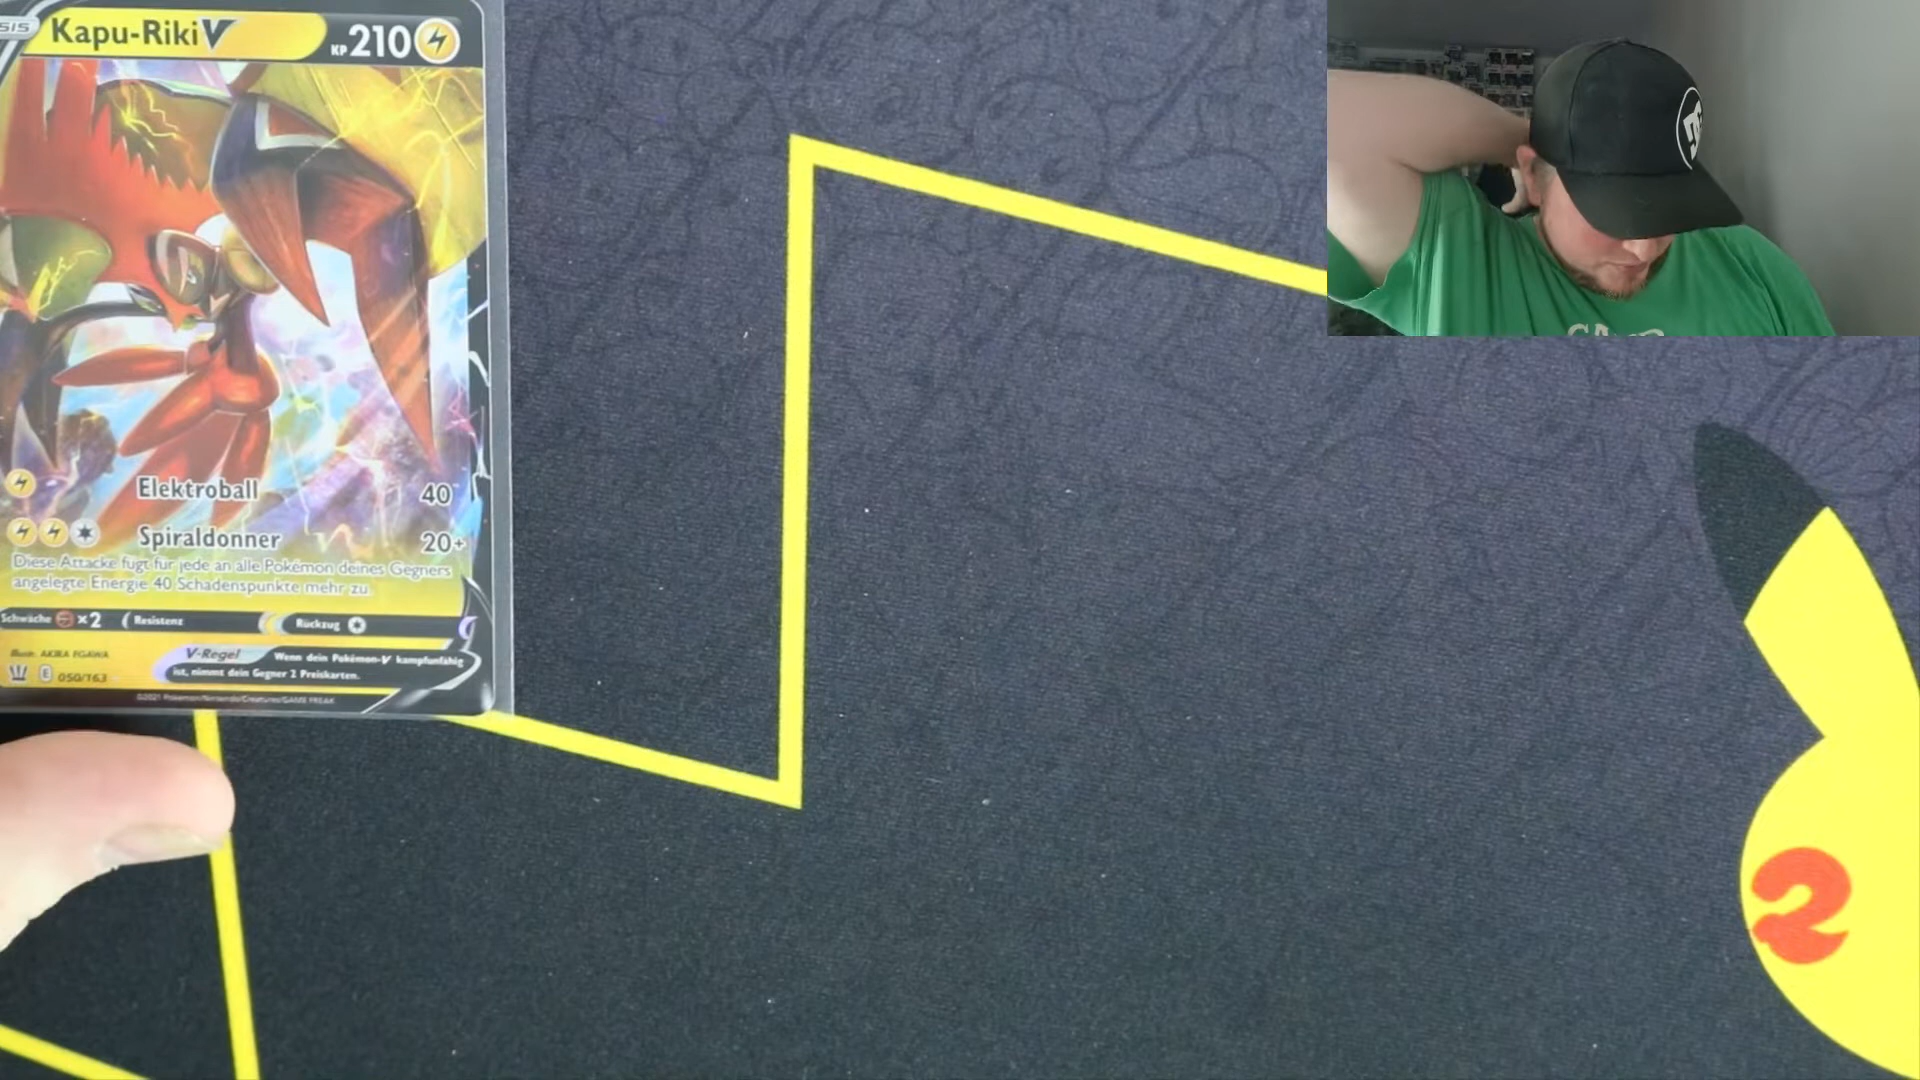 SIS
Kapu-Riki V
KP 210
Elektroball 40
Spiraldonner 20+
Diese Attacke fügt für jede an alle Pokémon deines Gegners
angelegte Energie 40 Schadenspunkte mehr zu.
Schwäche ×2 Resistenz Rückzug
V-Regel Wenn dein Pokémon-V kampfunfähig
ist, nimmt dein Gegner 2 Preiskarten.
Illus. AKIRA EGAWA
E 050/163
©2021 Pokémon/Nintendo/Creatures/GAME FREAK
2